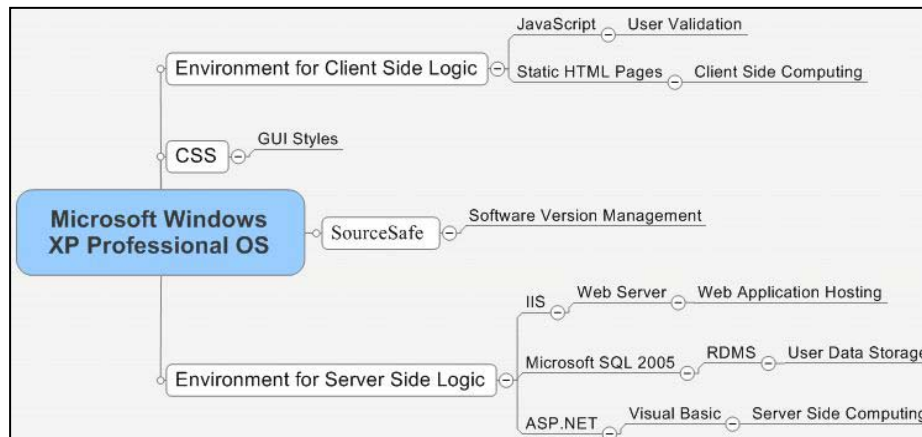 JavaScript User Validation
Environment for Client Side Logic
Static HTML Pages Client Side Computing
GUI Styles
CSS
Microsoft Windows
XP Professional OS
SourceSafe
Software Version Management
IIS Web Server Web Application Hosting
Microsoft SQL 2005 RDMS User Data Storage
Environment for Server Side Logic
ASP.NET Visual Basic Server Side Computing